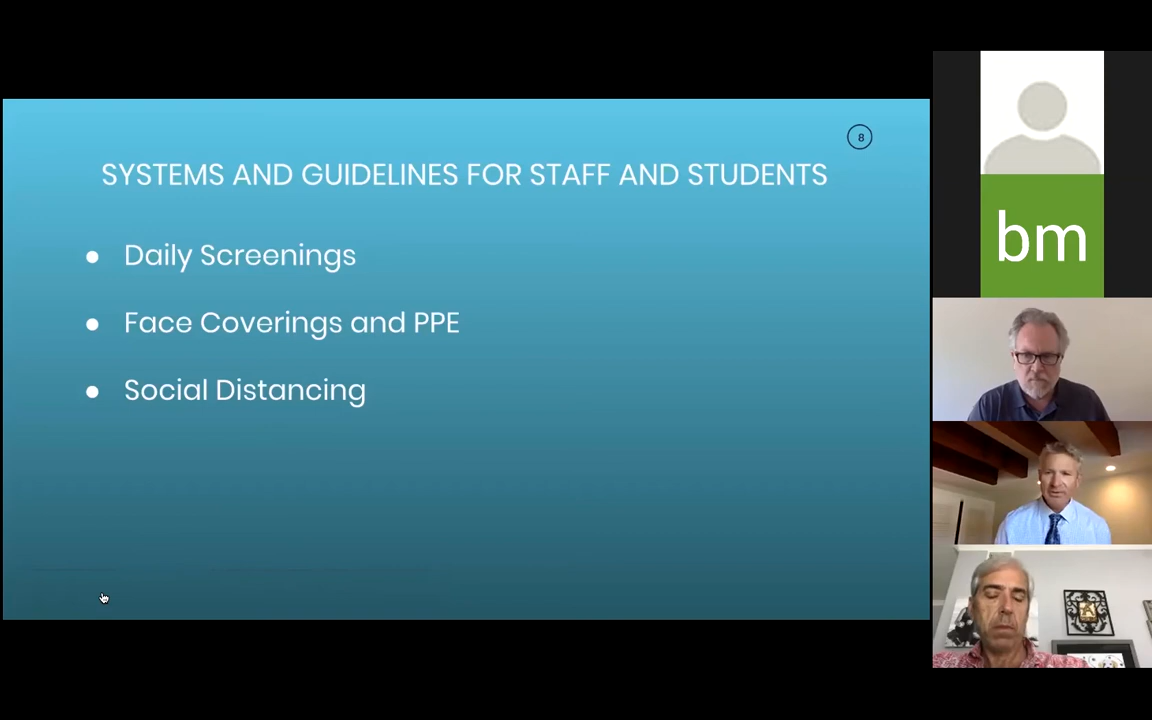 8
SYSTEMS AND GUIDELINES FOR STAFF AND STUDENTS
● Daily Screenings
● Face Coverings and PPE
● Social Distancing
bm